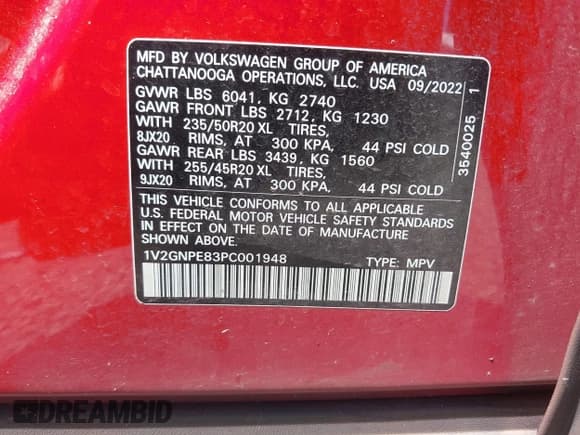 MFD BY VOLKSWAGEN GROUP OF AMERICA
CHATTANOOGA OPERATIONS, LLC. USA 09/2022
GVWR LBS 6041, KG 2740
GAWR FRONT LBS 2712, KG 1230
WITH 235/50R20 XL TIRES,
8JX20 RIMS, AT 300 KPA, 44 PSI COLD
GAWR REAR LBS 3439, KG 1560
WITH 255/45R20 XL TIRES,
9JX20 RIMS, AT 300 KPA, 44 PSI COLD
THIS VEHICLE CONFORMS TO ALL APPLICABLE
U.S. FEDERAL MOTOR VEHICLE SAFETY STANDARDS
IN EFFECT ON THE DATE OF MANUFACTURE
SHOWN ABOVE.
1V2GNPE83PC001948 TYPE: MPV
3540025 1
DREAMBID